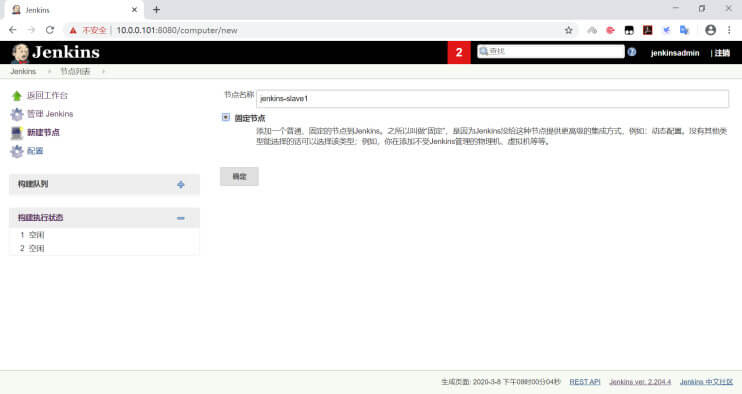 Jenkins
不安全 | 10.0.0.101:8080/computer/new
Jenkins
2
查找
jenkinsadmin
| 注销
Jenkins
节点列表
返回工作台
管理 Jenkins
新建节点
配置
构建队列
构建执行状态
1 空闲
2 空闲
节点名称
jenkins-slave1
固定节点
添加一个普通、固定的节点到Jenkins。之所以叫做"固定"，是因为Jenkins没给这种节点提供更高级的集成方式，例如：动态配置。没有其他类
型能选择的话可以选择该类型；例如，你在添加不受Jenkins管理的物理机、虚拟机等等。
确定
生成页面: 2020-3-8 下午08时00分04秒
REST API
Jenkins ver. 2.204.4
Jenkins 中文社区